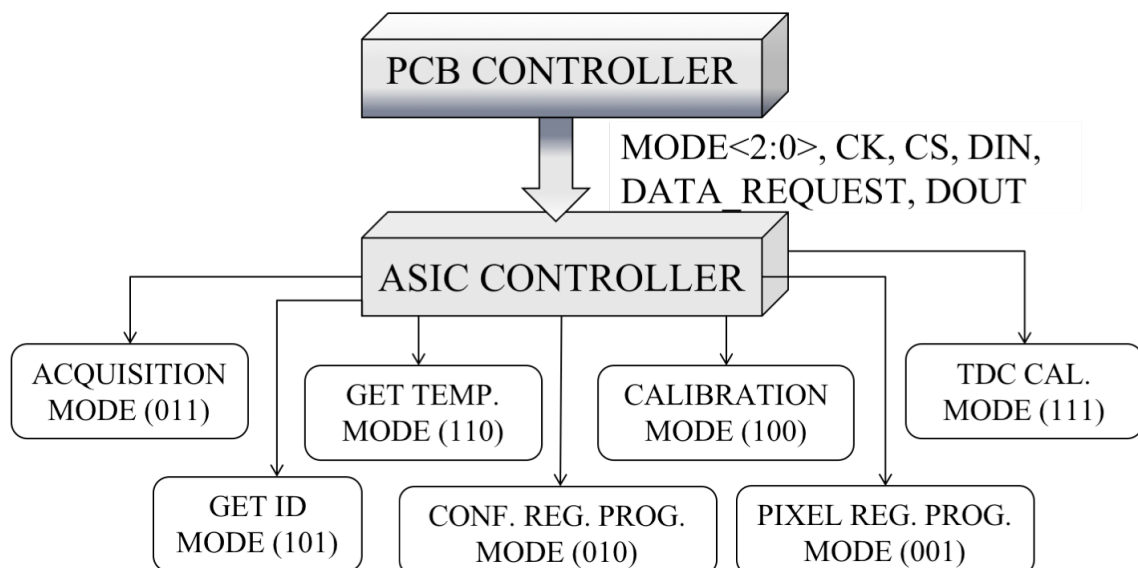 PCB CONTROLLER
MODE<2:0>, CK, CS, DIN,
DATA_REQUEST, DOUT
ASIC CONTROLLER
ACQUISITION
MODE (011)
GET TEMP.
MODE (110)
CALIBRATION
MODE (100)
TDC CAL.
MODE (111)
GET ID
MODE (101)
CONF. REG. PROG.
MODE (010)
PIXEL REG. PROG.
MODE (001)